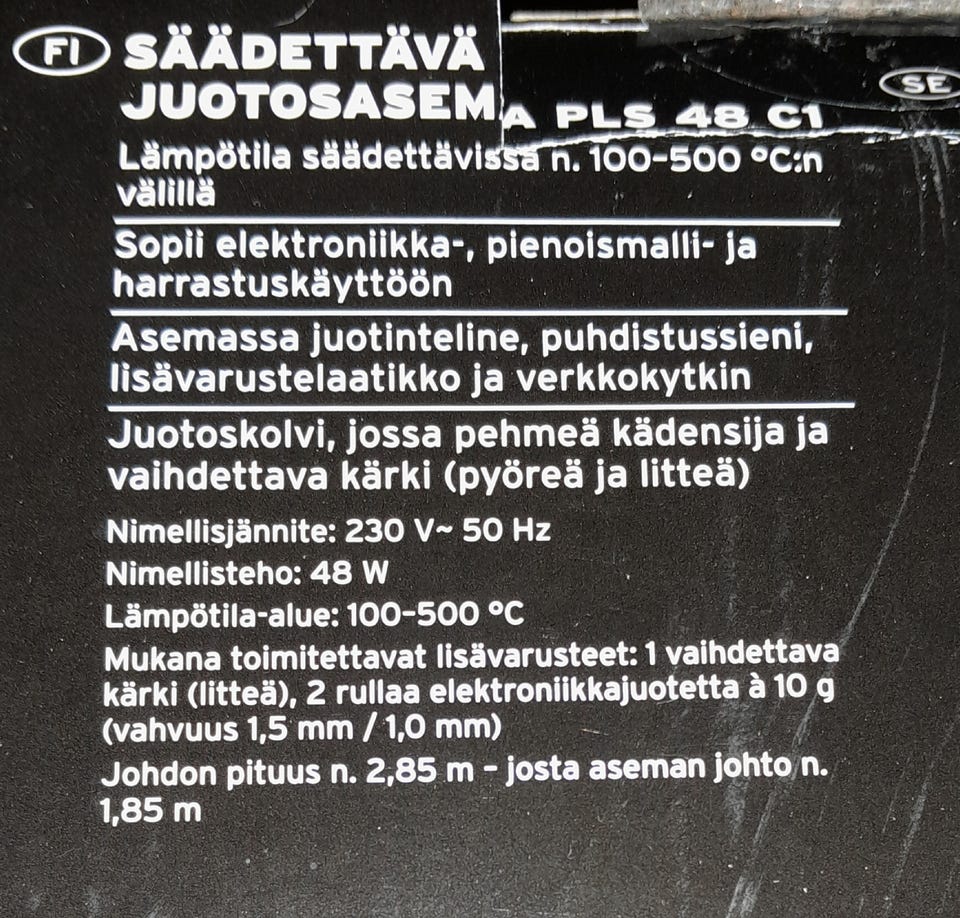 FI SÄÄDETTÄVÄ
JUOTOSASEMA PLS 48 C1
SE
Lämpötila säädettävissä n. 100-500 °C:n
välillä
Sopii elektroniikka-, pienoismalli- ja
harrastuskäyttöön
Asemassa juotinteline, puhdistussieni,
lisävarustelaatikko ja verkkokytkin
Juotoskolvi, jossa pehmeä kädensija ja
vaihdettava kärki (pyöreä ja litteä)
Nimellisjännite: 230 V~ 50 Hz
Nimellisteho: 48 W
Lämpötila-alue: 100-500 °C
Mukana toimitettavat lisävarusteet: 1 vaihdettava
kärki (litteä), 2 rullaa elektroniikkajuotetta à 10 g
(vahvuus 1,5 mm / 1,0 mm)
Johdon pituus n. 2,85 m - josta aseman johto n.
1,85 m